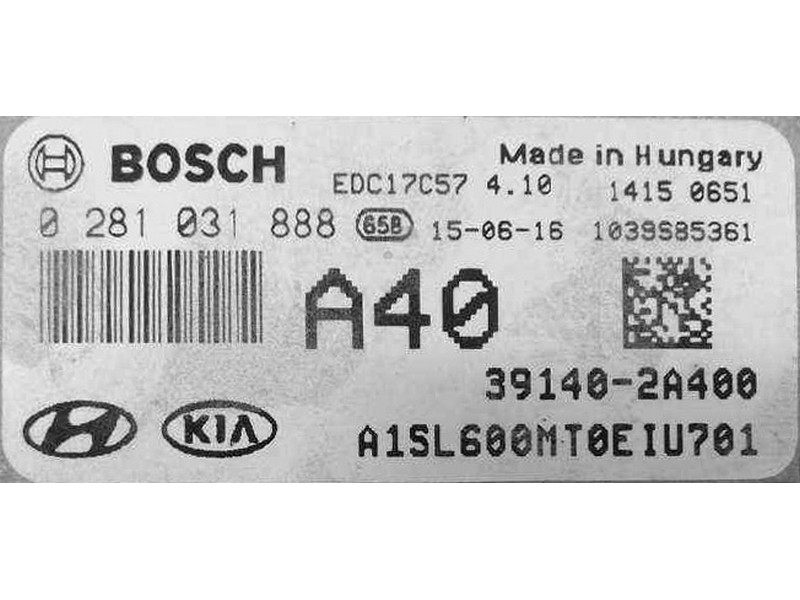 BOSCH
Made in Hungary
EDC17C57 4.10
1415 0651
0 281 031 888
65B
15-06-16
1039S85361
A40
39140-2A400
KIA
A1SL600MT0EIU701